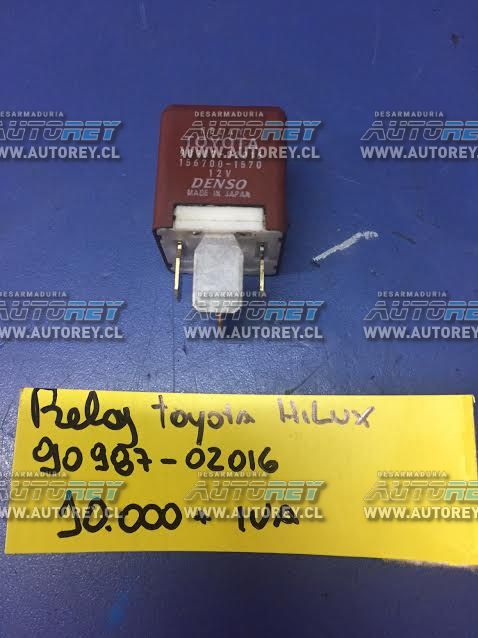 TOYOTA
156700-1570
12V
DENSO
MADE IN JAPAN
Reloj toyota HiLux
90987-02016
10.000 + IVA
DESARMADURIA
AUTOREY
WWW.AUTOREY.CL